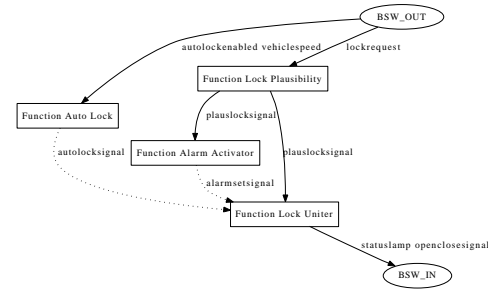 BSW_OUT
autolockenabled vehiclespeed
lockrequest
Function Lock Plausibility
Function Auto Lock
plauslocksignal
autolocksignal
Function Alarm Activator
plauslocksignal
alarmsetsignal
Function Lock Uniter
statuslamp openclosesignal
BSW_IN